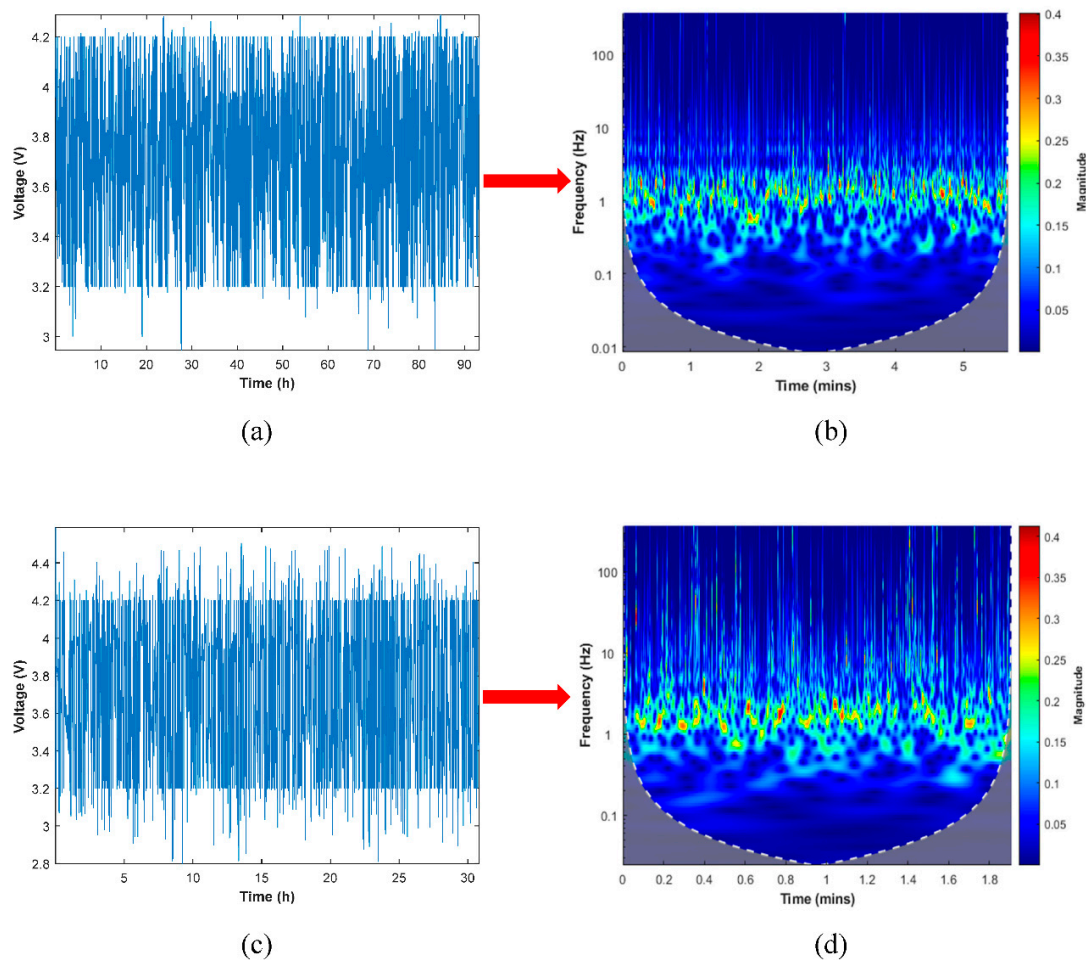 4.2
4
3.8
3.6
3.4
3.2
3
Voltage (V)
10 20 30 40 50 60 70 80 90
Time (h)
(a)
100
10
1
0.1
0.01
Frequency (Hz)
0 1 2 3 4 5
Time (mins)
0.4
0.35
0.3
0.25
0.2
0.15
0.1
0.05
Magnitude
(b)
4.4
4.2
4
3.8
3.6
3.4
3.2
3
2.8
Voltage (V)
5 10 15 20 25 30
Time (h)
(c)
100
10
1
0.1
Frequency (Hz)
0 0.2 0.4 0.6 0.8 1 1.2 1.4 1.6 1.8
Time (mins)
0.4
0.35
0.3
0.25
0.2
0.15
0.1
0.05
Magnitude
(d)